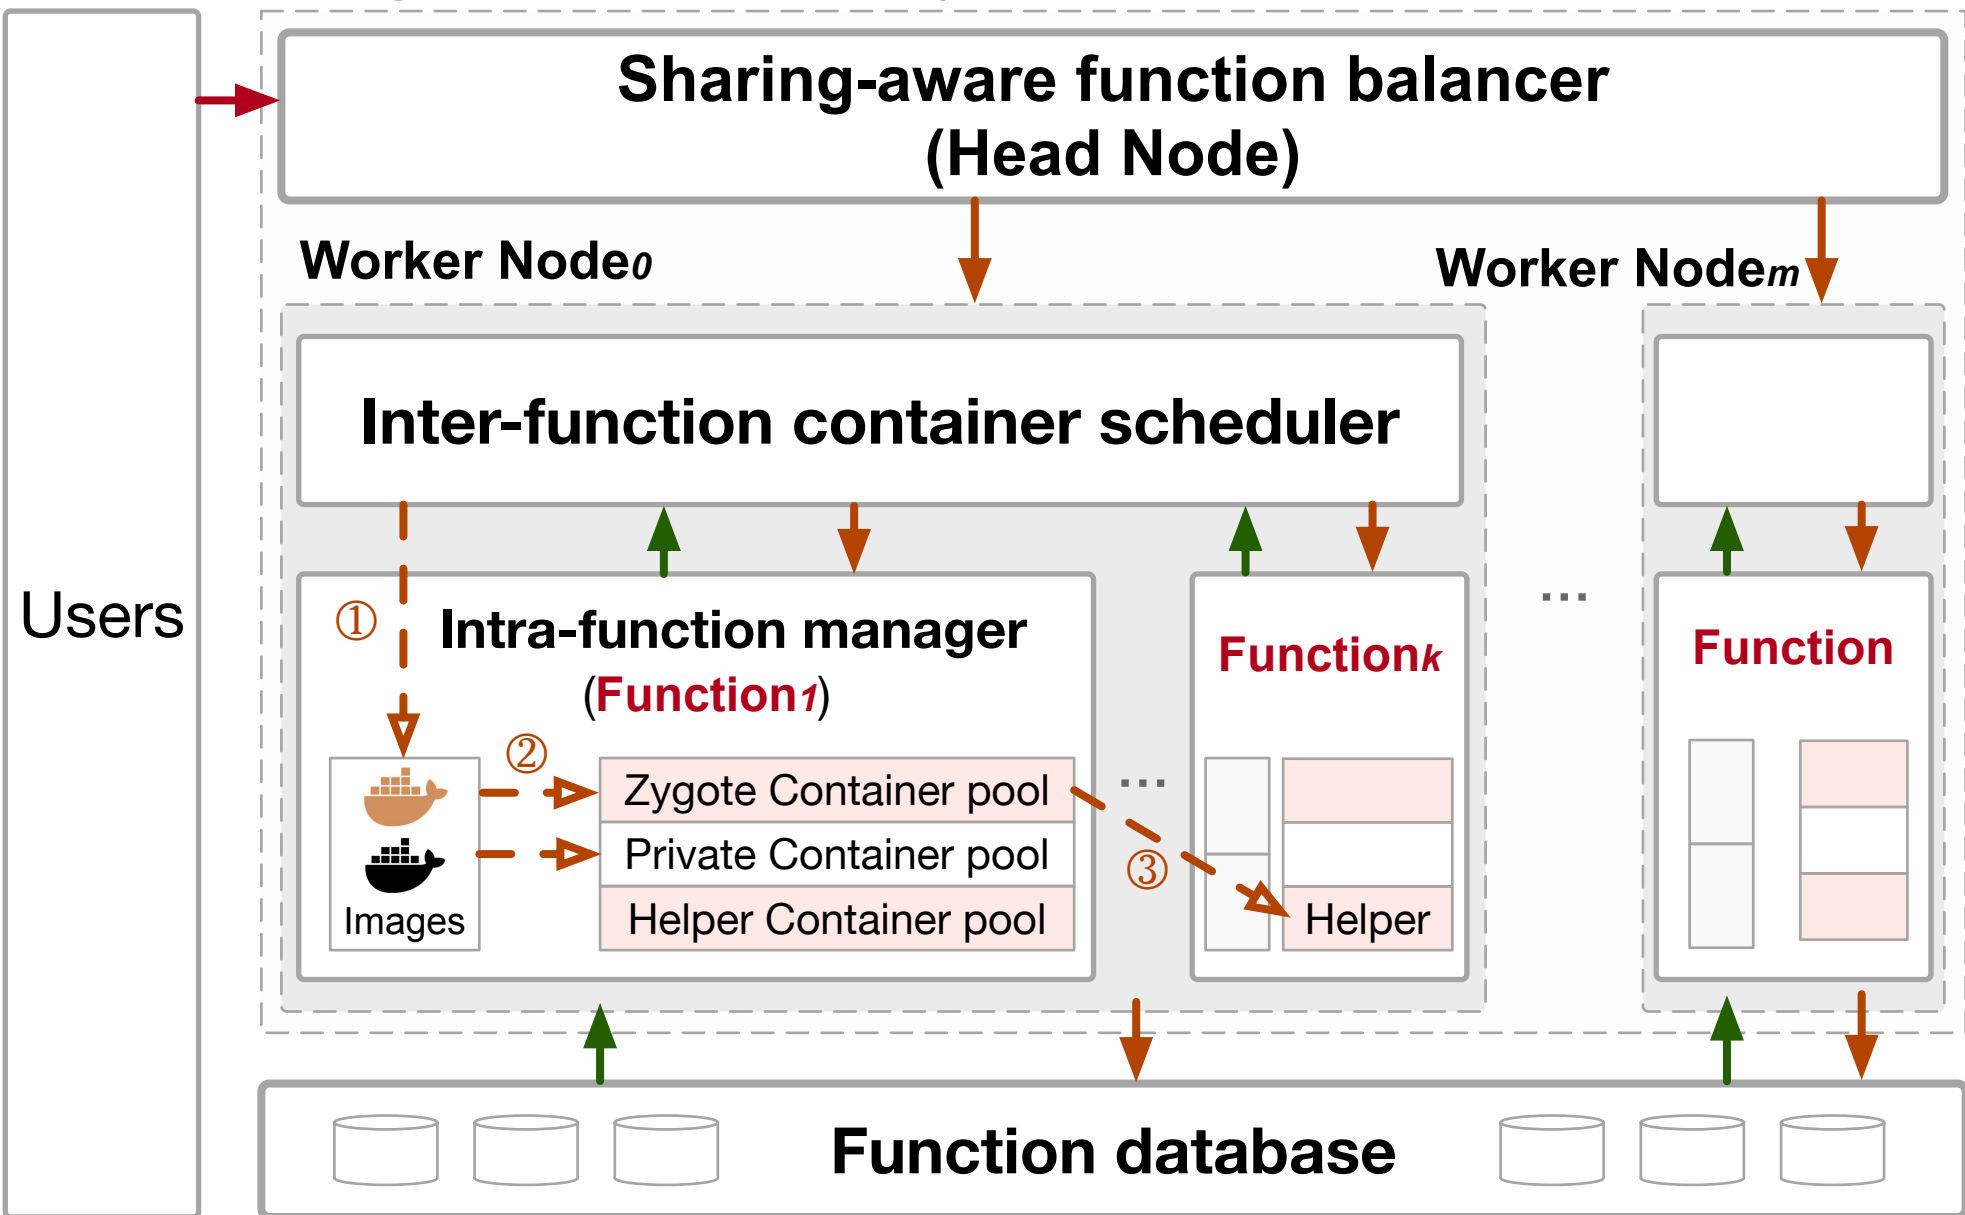 Users
Sharing-aware function balancer
(Head Node)
Worker Node0
Worker Nodem
Inter-function container scheduler
①
Intra-function manager
(Function1)
Functionk
...
Function
②
Zygote Container pool
...
Private Container pool
③
Images
Helper Container pool
Helper
Function database